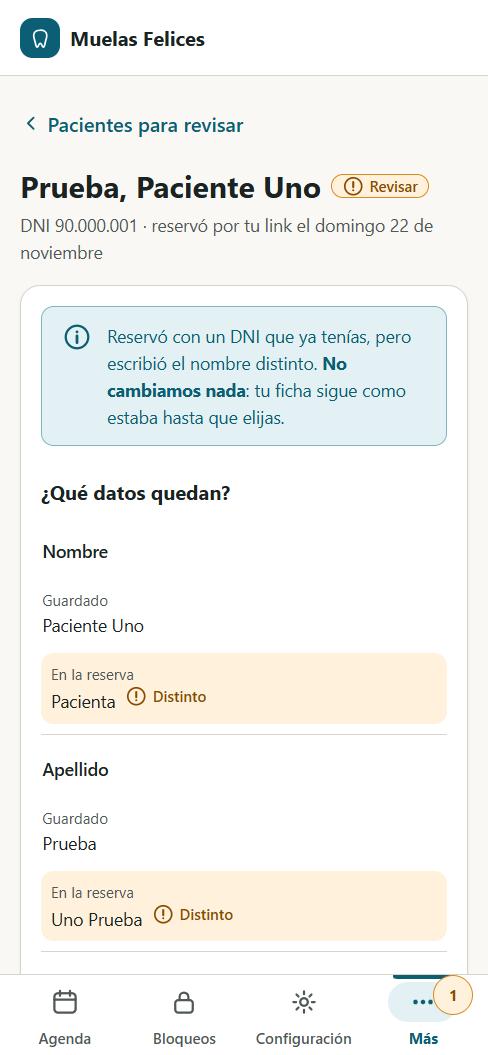 Muelas Felices
Pacientes para revisar
Prueba, Paciente Uno
Revisar
DNI 90.000.001 · reservó por tu link el domingo 22 de
noviembre
Reservó con un DNI que ya tenías, pero
escribió el nombre distinto. No
cambiamos nada: tu ficha sigue como
estaba hasta que elijas.
¿Qué datos quedan?
Nombre
Guardado
Paciente Uno
En la reserva
Pacienta
Distinto
Apellido
Guardado
Prueba
En la reserva
Uno Prueba
Distinto
1
Agenda
Bloqueos
Configuración
Más